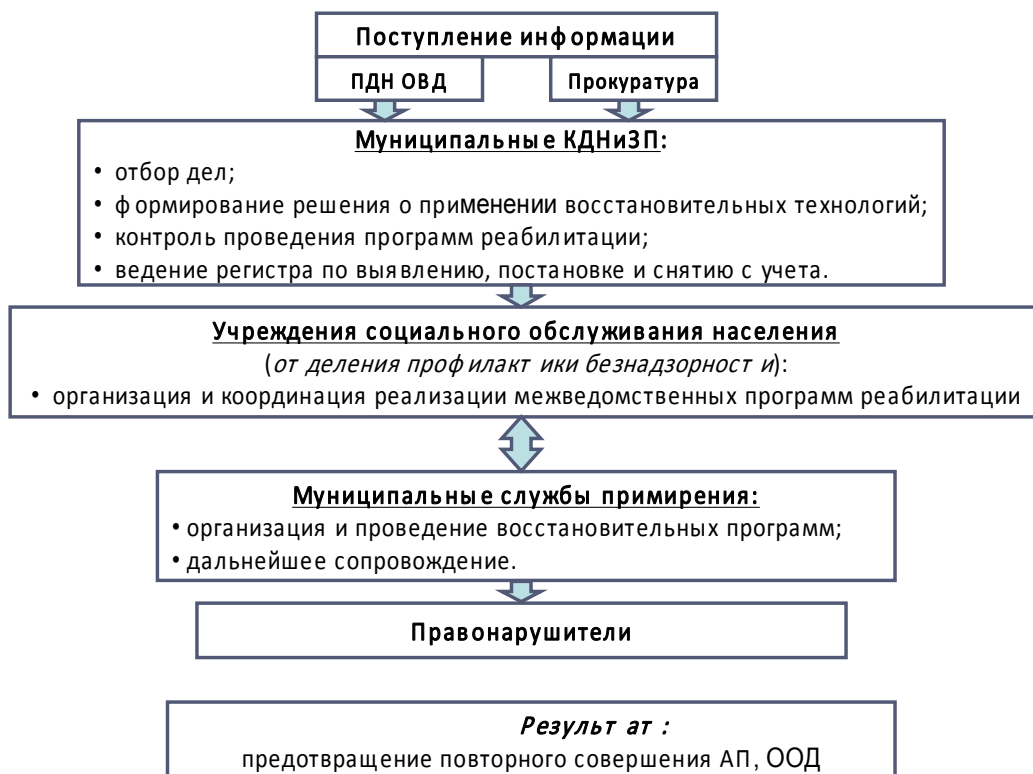 Поступление информации
ПДН ОВД
Прокуратура
Муниципальные КДНиЗП:
• отбор дел;
• формирование решения о применении восстановительных технологий;
• контроль проведения программ реабилитации;
• ведение регистра по выявлению, постановке и снятию с учета.
Учреждения социального обслуживания населения
(отделения профилактики безнадзорности):
• организация и координация реализации межведомственных программ реабилитации
Муниципальные службы примирения:
• организация и проведение восстановительных программ;
• дальнейшее сопровождение.
Правонарушители
Результат :
предотвращение повторного совершения АП, ООД